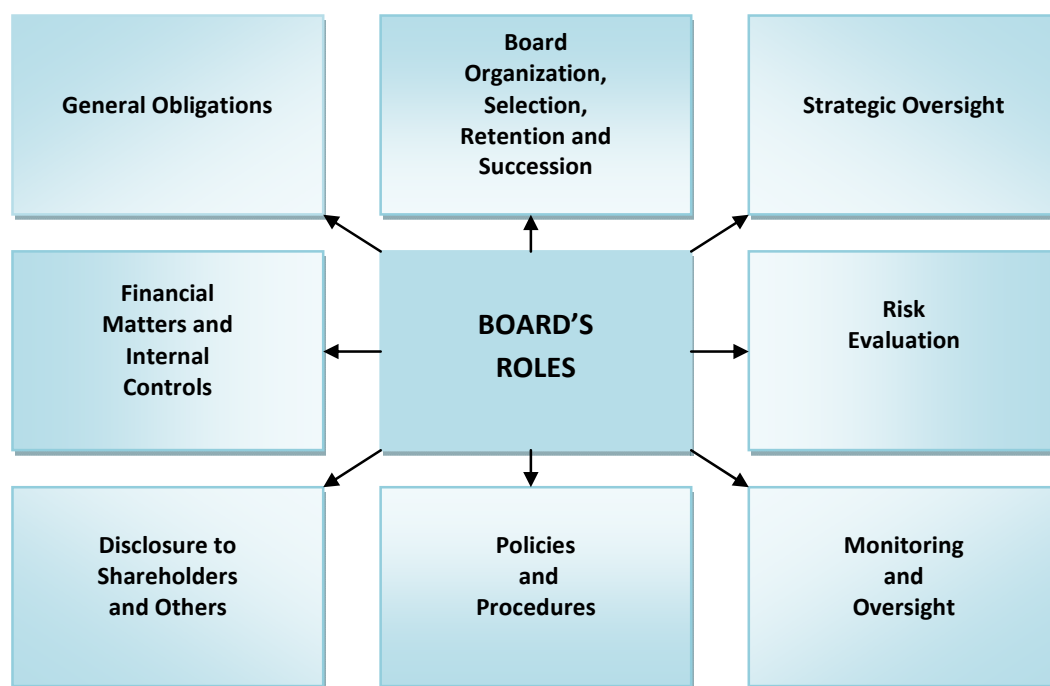 General Obligations
Board
Organization,
Selection,
Retention and
Succession
Strategic Oversight
Financial
Matters and
Internal
Controls
BOARD’S
ROLES
Risk
Evaluation
Disclosure to
Shareholders
and Others
Policies
and
Procedures
Monitoring
and
Oversight